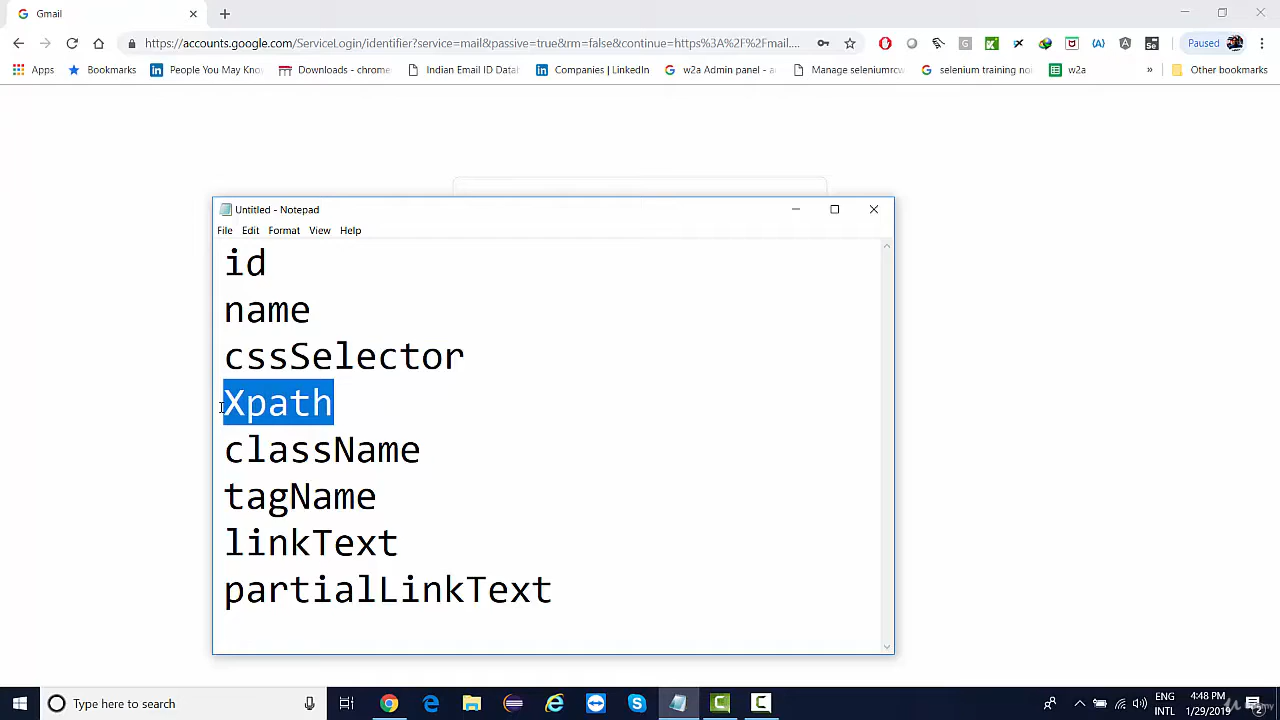 Gmail
https://accounts.google.com/ServiceLogin/identifier?service=mail&passive=true&rm=false&continue=https%3A%2F%2Fmail....
Paused
Apps
Bookmarks
People You May Kno
Downloads - chrome
Indian Email ID Data
Companies | LinkedIn
w2a Admin panel - a
Manage seleniumrcw
selenium training no
w2a
»
Other bookmarks
Untitled - Notepad
File Edit Format View Help
id
name
cssSelector
Xpath
className
tagName
linkText
partialLinkText
Type here to search
ENG
INTL
4:48 PM
1/29/2019
2